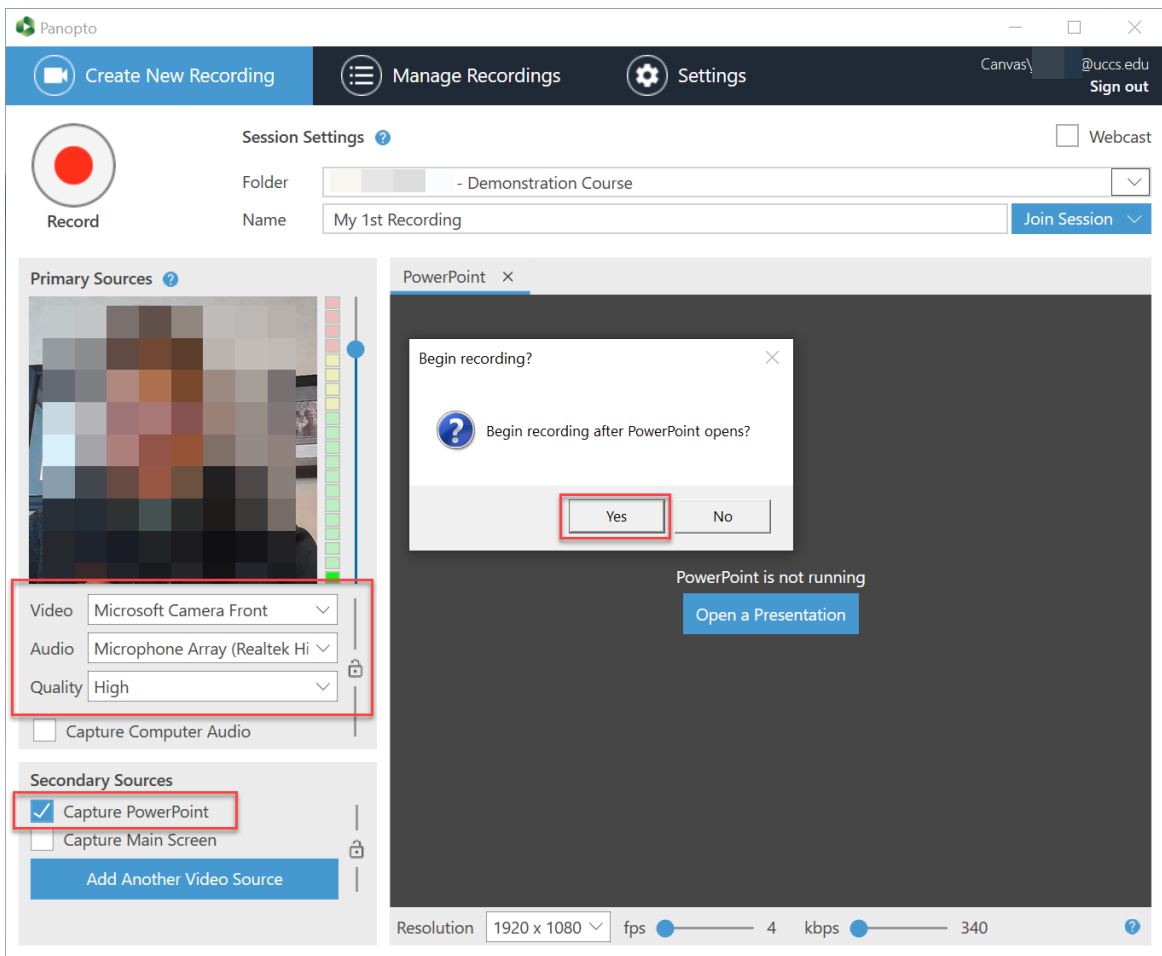 Panopto
Create New Recording
Manage Recordings
Settings
Canvas\ @uccs.edu
Sign out
Record
Session Settings ?
Webcast
Folder
- Demonstration Course
Name
My 1st Recording
Join Session
Primary Sources ?
PowerPoint ×
Begin recording?
?
Begin recording after PowerPoint opens?
Yes
No
PowerPoint is not running
Open a Presentation
Video Microsoft Camera Front
Audio Microphone Array (Realtek Hi
Quality High
Capture Computer Audio
Secondary Sources
Capture PowerPoint
Capture Main Screen
Add Another Video Source
Resolution 1920 x 1080 fps 4 kbps 340 ?